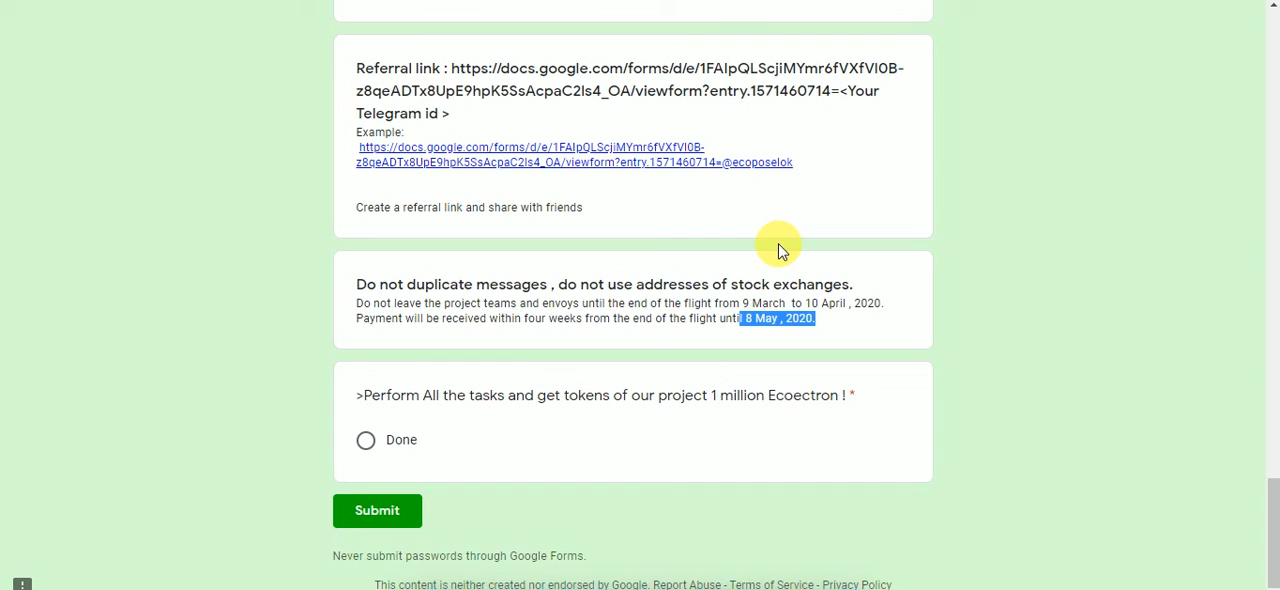 Referral link : https://docs.google.com/forms/d/e/1FAIpQLScjiMYmr6fVXfVl0B-
z8qeADTx8UpE9hpK5SsAcpaC2ls4_OA/viewform?entry.1571460714=<Your
Telegram id >
Example:
https://docs.google.com/forms/d/e/1FAIpQLScjiMYmr6fVXfVl0B-
z8qeADTx8UpE9hpK5SsAcpaC2ls4_OA/viewform?entry.1571460714=@ecoposelok
Create a referral link and share with friends
Do not duplicate messages , do not use addresses of stock exchanges.
Do not leave the project teams and envoys until the end of the flight from 9 March  to 10 April , 2020.
Payment will be received within four weeks from the end of the flight until 8 May , 2020.
>Perform All the tasks and get tokens of our project 1 million Ecoectron ! *
Done
Submit
Never submit passwords through Google Forms.
This content is neither created nor endorsed by Google. Report Abuse - Terms of Service - Privacy Policy
!